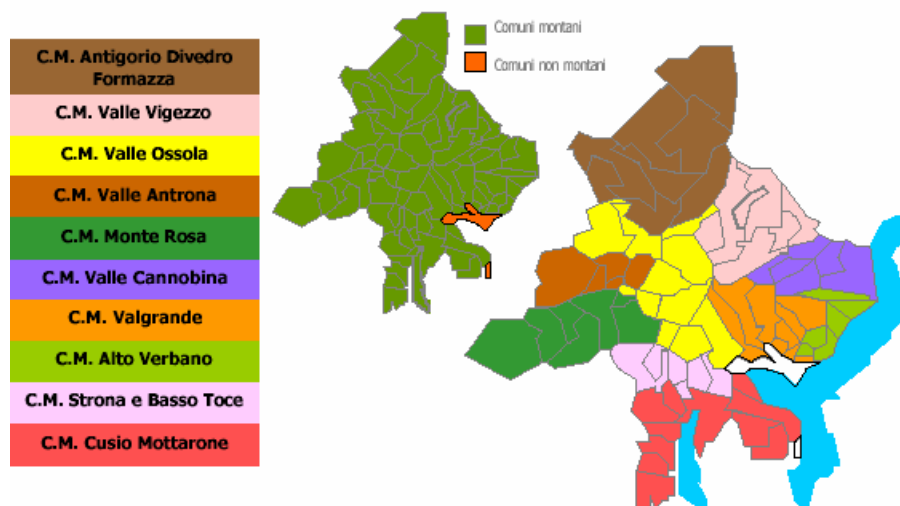 C.M. Antigorio Divedro
Formazza
C.M. Valle Vigezzo
C.M. Valle Ossola
C.M. Valle Antrona
C.M. Monte Rosa
C.M. Valle Cannobina
C.M. Valgrande
C.M. Alto Verbano
C.M. Strona e Basso Toce
C.M. Cusio Mottarone
Comuni montani
Comuni non montani